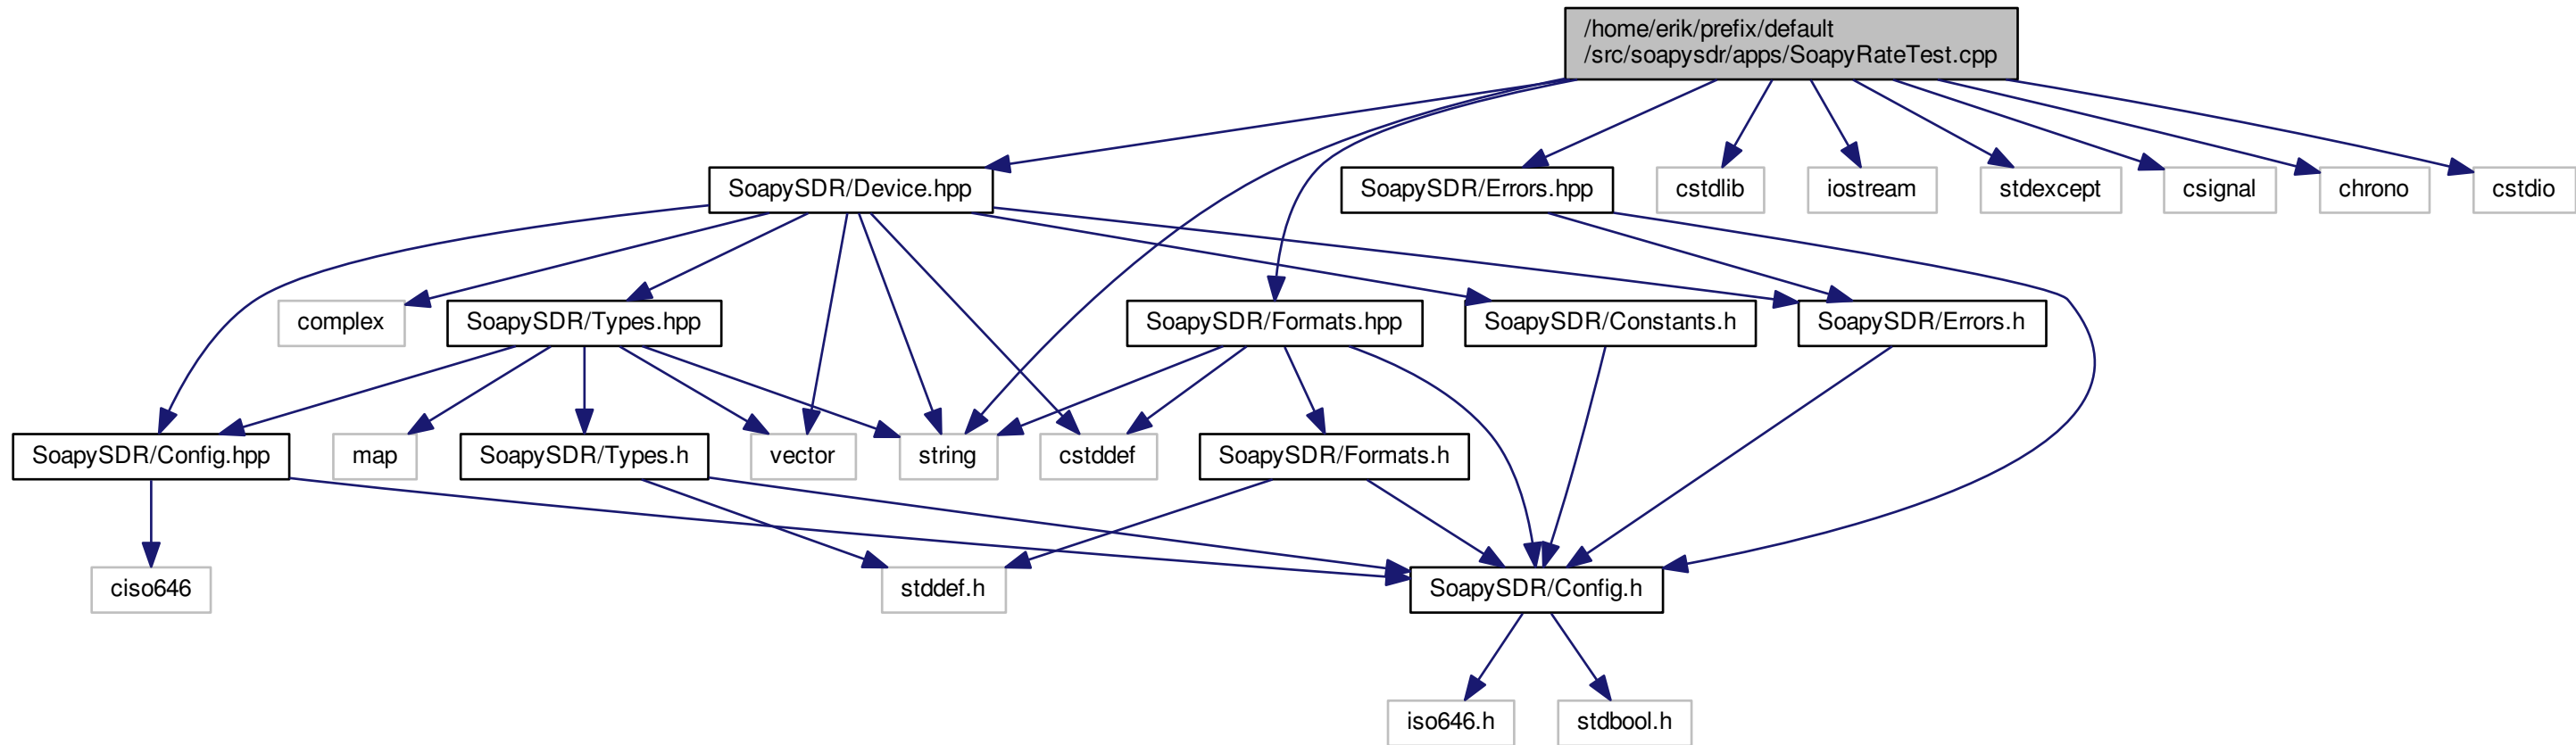 /home/erik/prefix/default
/src/soapysdr/apps/SoapyRateTest.cpp
SoapySDR/Device.hpp
SoapySDR/Errors.hpp
cstdlib
iostream
stdexcept
csignal
chrono
cstdio
complex
SoapySDR/Types.hpp
SoapySDR/Formats.hpp
SoapySDR/Constants.h
SoapySDR/Errors.h
SoapySDR/Config.hpp
map
SoapySDR/Types.h
vector
string
cstddef
SoapySDR/Formats.h
ciso646
stddef.h
SoapySDR/Config.h
iso646.h
stdbool.h